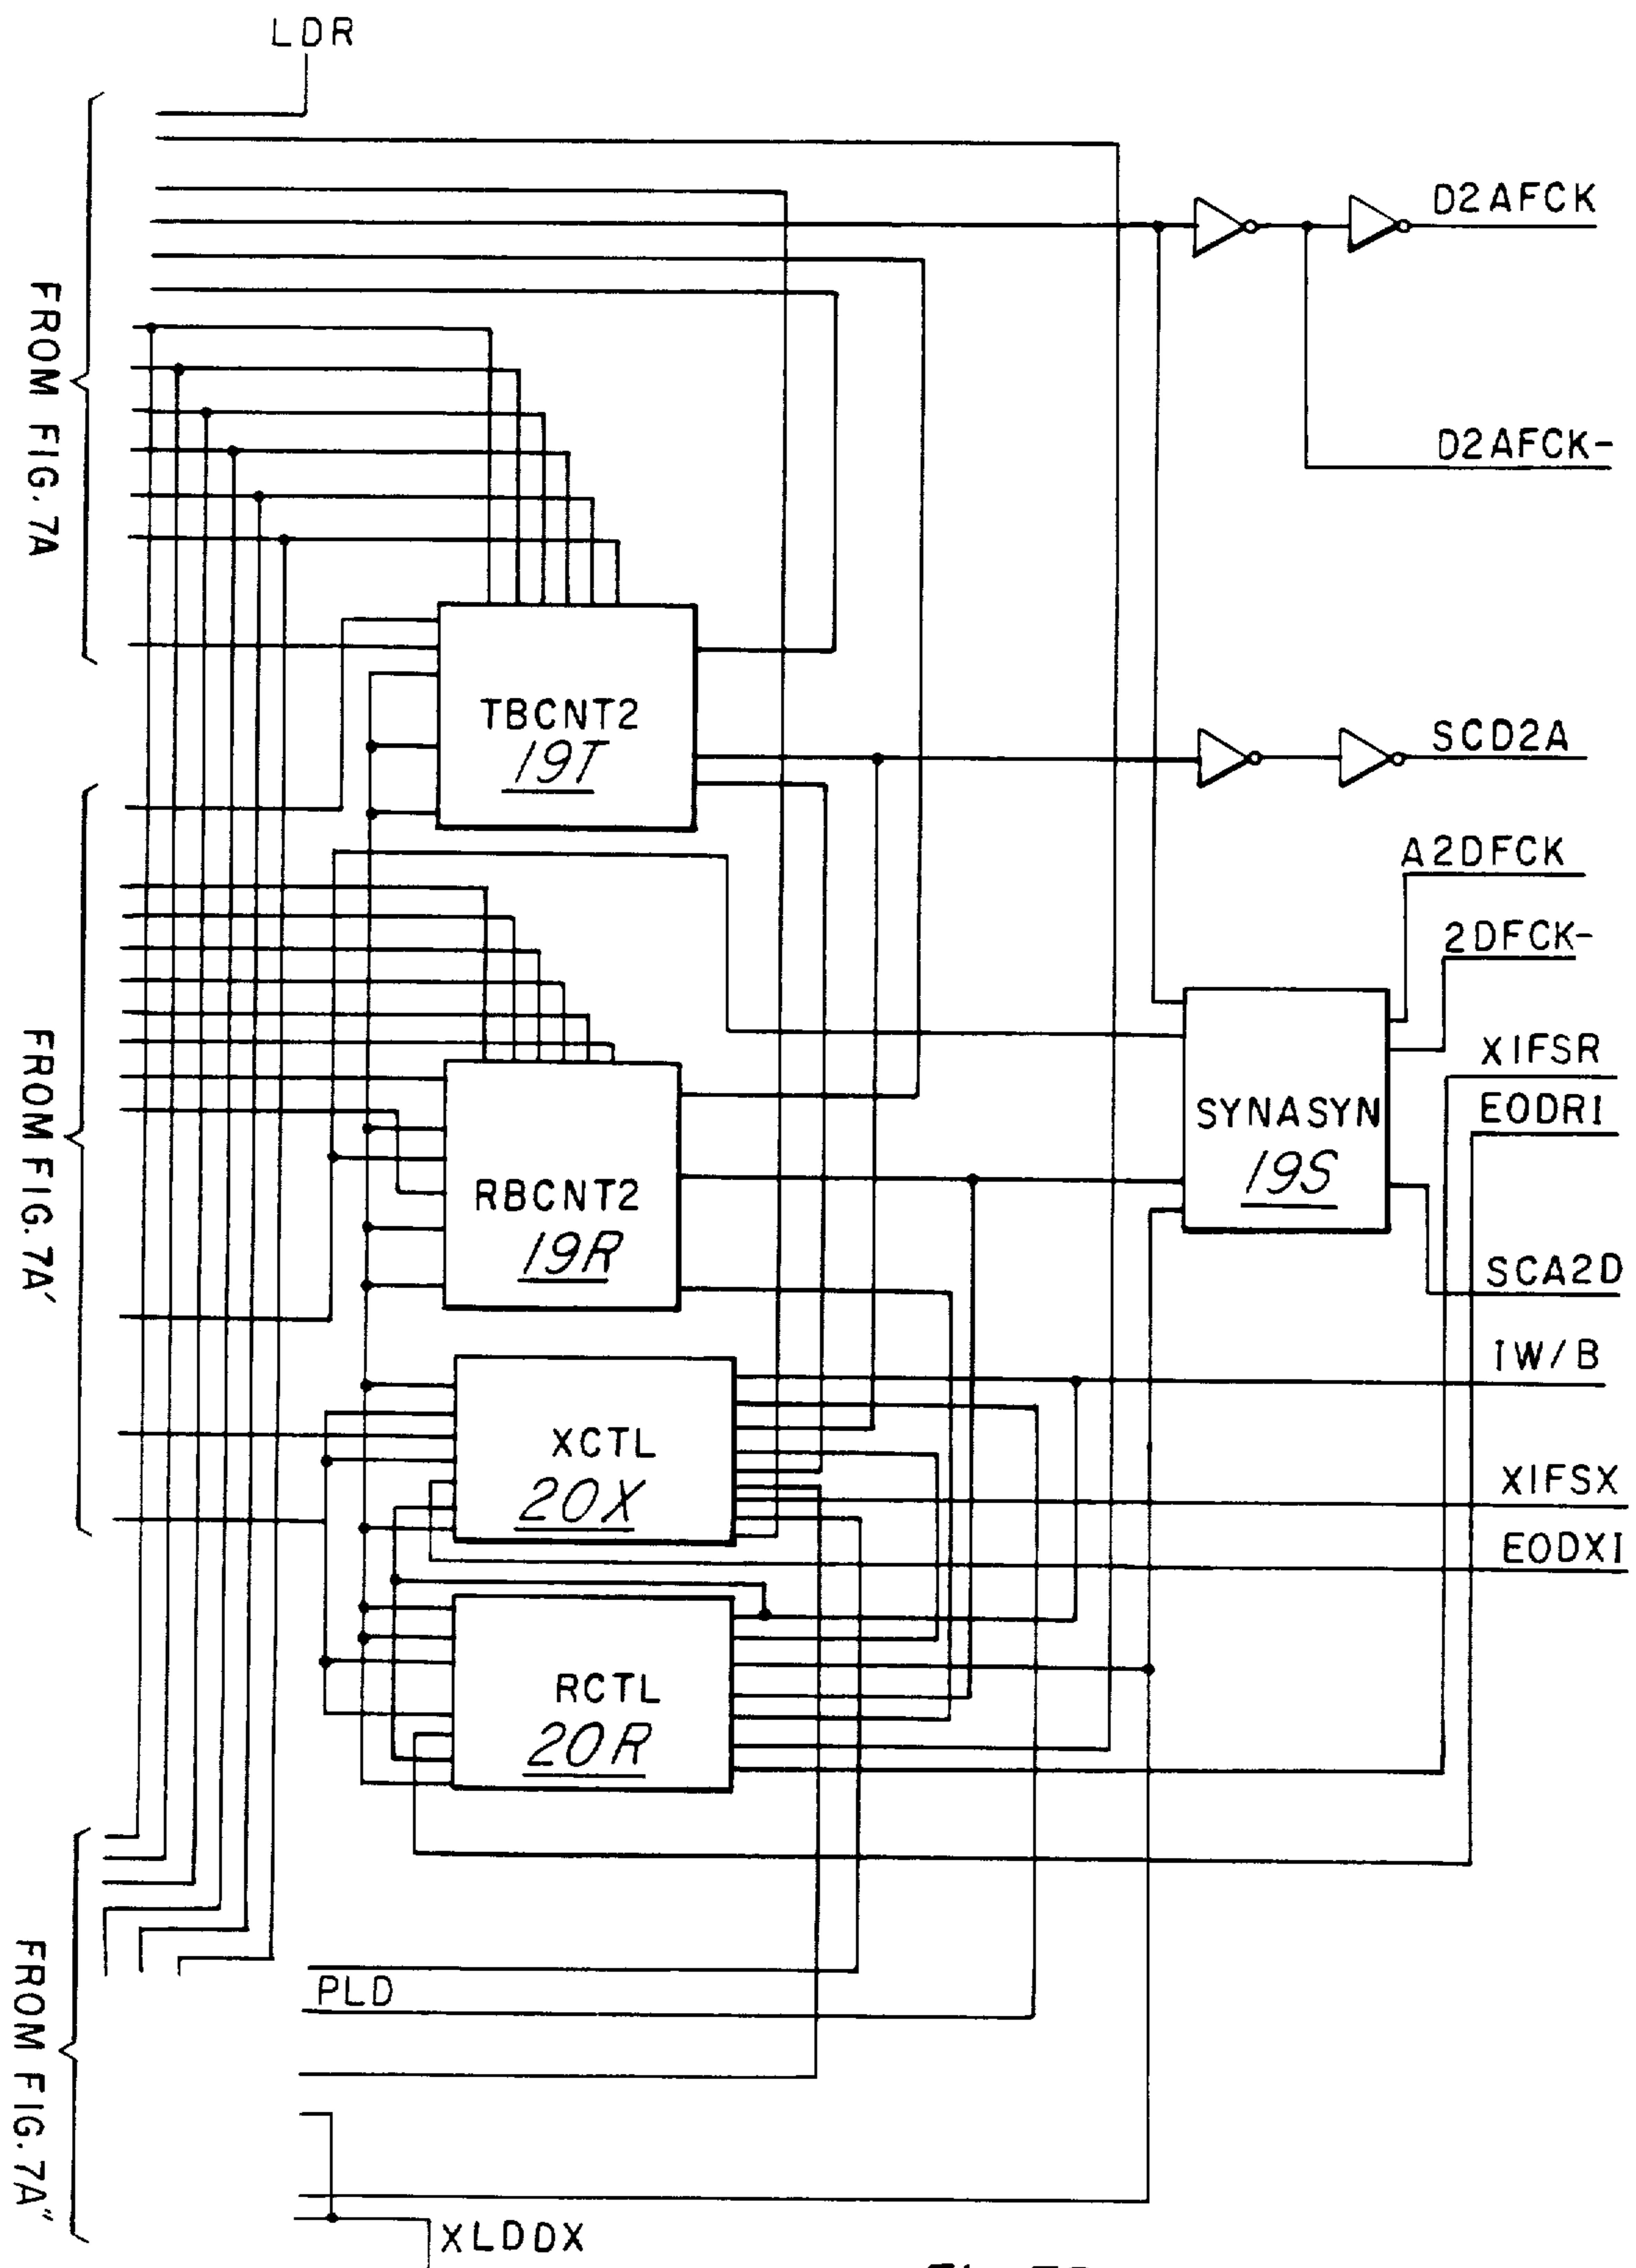 LDR
D2AFCK
FROM FIG. 7A
D2AFCK-
TBCNT2
19T
SCD2A
A2DFCK
2DFCK-
FROM FIG. 7A'
XIFSR
EODRI
SYNASYN
19S
RBCNT2
19R
SCA2D
IW/B
XCTL
20X
XIFSX
EODXI
RCTL
20R
FROM FIG. 7A"
PLD
XLDDX